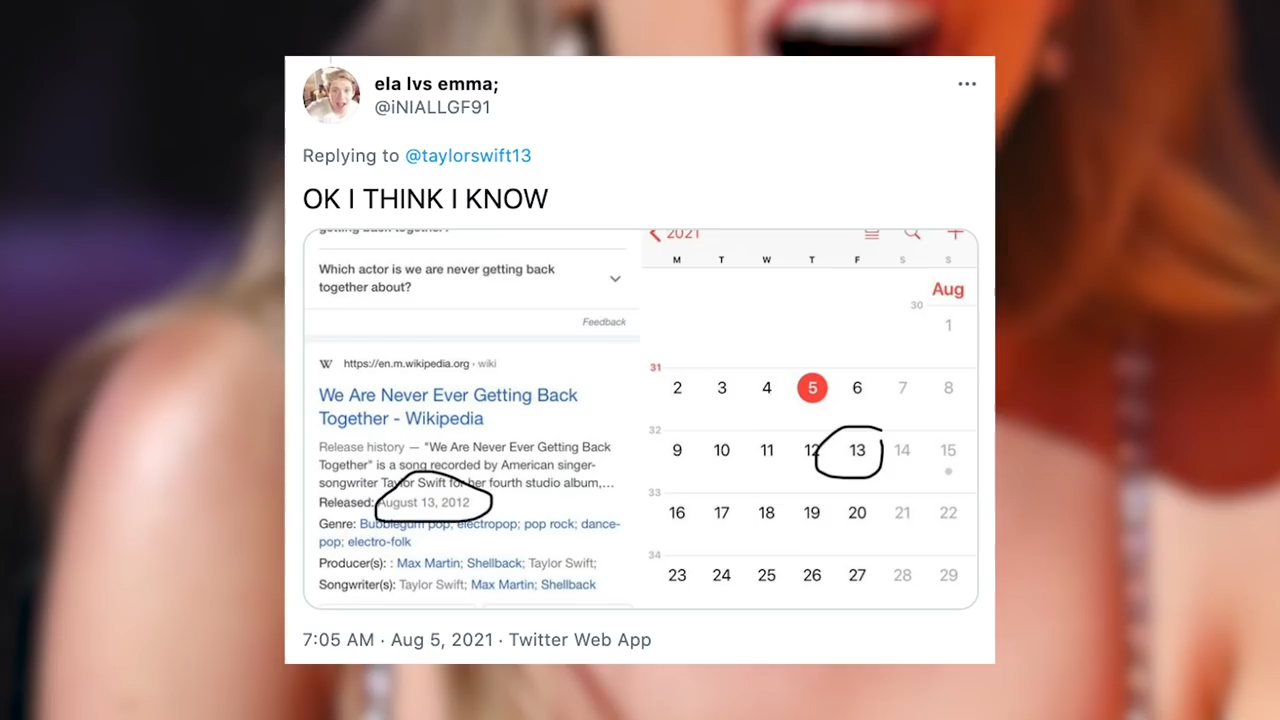 ela lvs emma;
@iNIALLGF91
Replying to @taylorswift13
OK I THINK I KNOW
getting back together?
Which actor is we are never getting back
together about?
Feedback
W https://en.m.wikipedia.org › wiki
We Are Never Ever Getting Back
Together - Wikipedia
Release history — "We Are Never Ever Getting Back
Together" is a song recorded by American singer-
songwriter Taylor Swift for her fourth studio album,...
Released: August 13, 2012
Genre: Bubblegum pop; electropop; pop rock; dance-
pop; electro-folk
Producer(s): : Max Martin; Shellback; Taylor Swift;
Songwriter(s): Taylor Swift; Max Martin; Shellback
2021
M T W T F S S
Aug
30
1
31
2 3 4 5 6 7 8
32
9 10 11 12 13 14 15
33
16 17 18 19 20 21 22
34
23 24 25 26 27 28 29
7:05 AM · Aug 5, 2021 · Twitter Web App